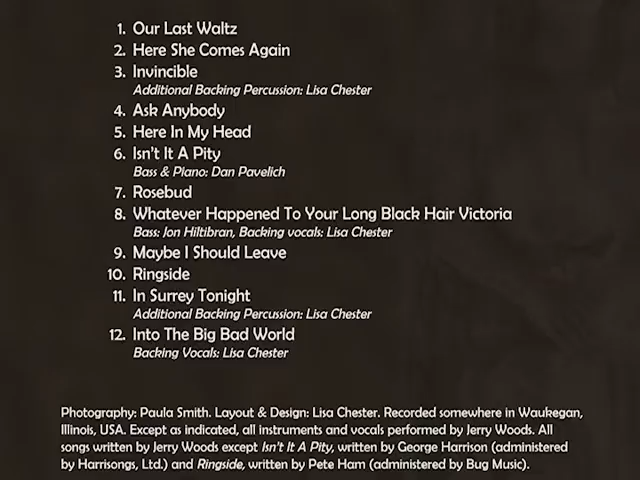 1. Our Last Waltz
2. Here She Comes Again
3. Invincible
Additional Backing Percussion: Lisa Chester
4. Ask Anybody
5. Here In My Head
6. Isn't It A Pity
Bass & Piano: Dan Pavelich
7. Rosebud
8. Whatever Happened To Your Long Black Hair Victoria
Bass: Jon Hiltibran, Backing vocals: Lisa Chester
9. Maybe I Should Leave
10. Ringside
11. In Surrey Tonight
Additional Backing Percussion: Lisa Chester
12. Into The Big Bad World
Backing Vocals: Lisa Chester
Photography: Paula Smith. Layout & Design: Lisa Chester. Recorded somewhere in Waukegan,
Illinois, USA. Except as indicated, all instruments and vocals performed by Jerry Woods. All
songs written by Jerry Woods except Isn't It A Pity, written by George Harrison (administered
by Harrisongs, Ltd.) and Ringside, written by Pete Ham (administered by Bug Music).